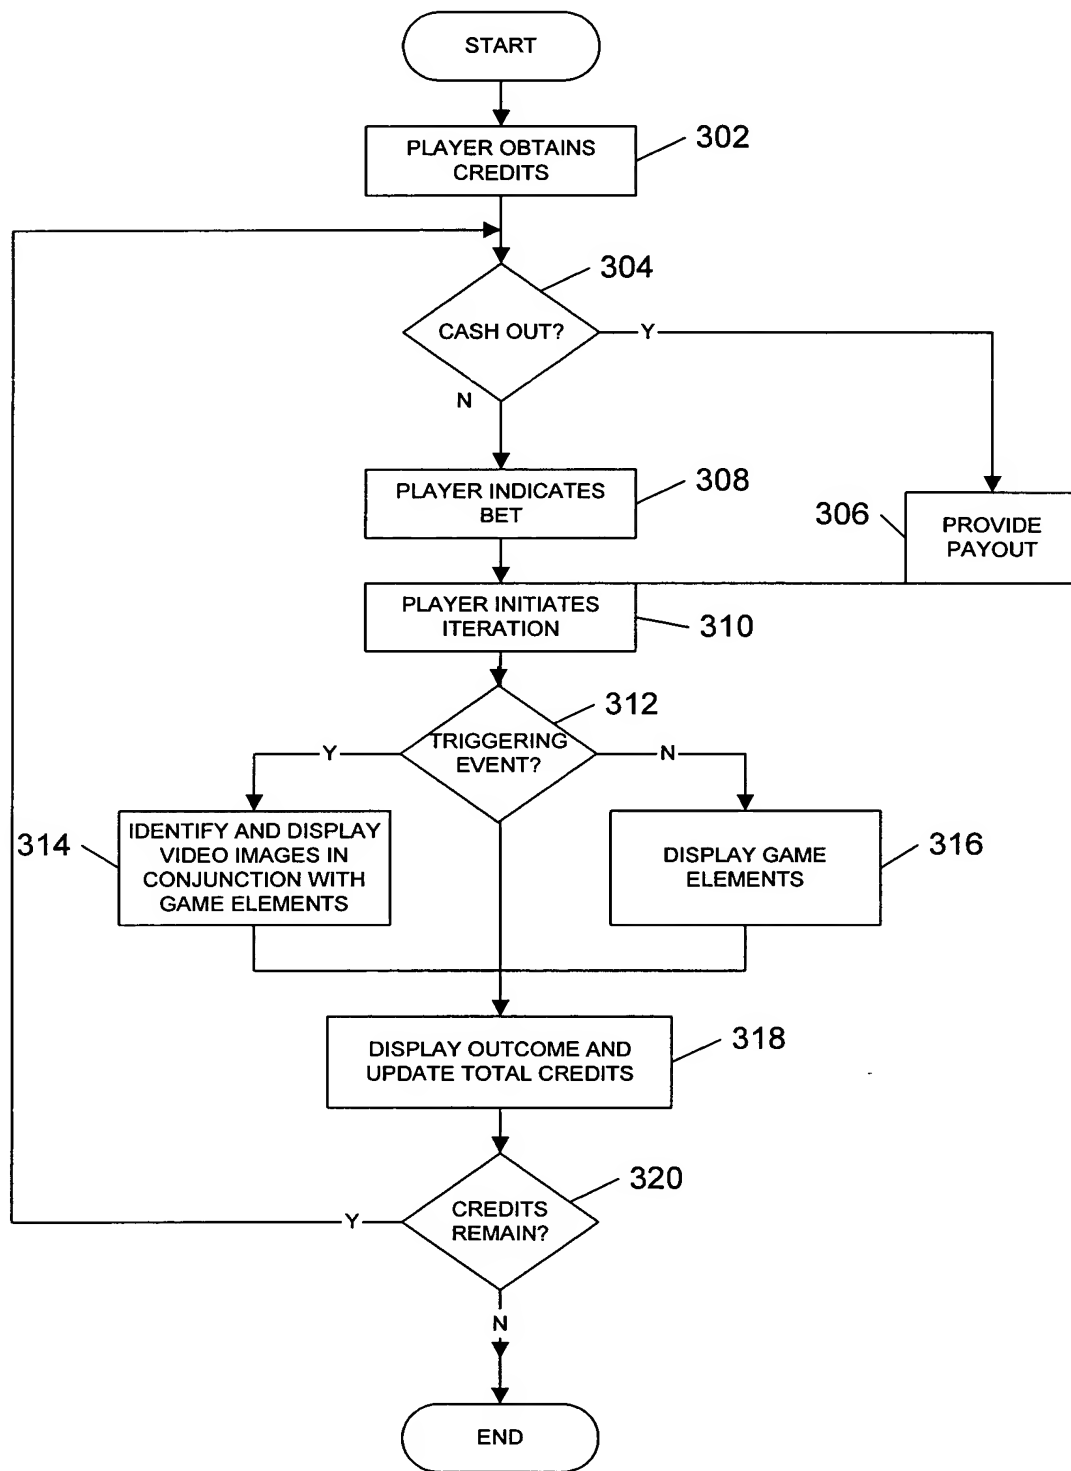 START
PLAYER OBTAINS
CREDITS
302
304
CASH OUT?
Y
N
PLAYER INDICATES
BET
308
306
PROVIDE
PAYOUT
PLAYER INITIATES
ITERATION
310
312
TRIGGERING
EVENT?
Y
N
314
IDENTIFY AND DISPLAY
VIDEO IMAGES IN
CONJUNCTION WITH
GAME ELEMENTS
DISPLAY GAME
ELEMENTS
316
DISPLAY OUTCOME AND
UPDATE TOTAL CREDITS
318
320
CREDITS
REMAIN?
Y
N
END